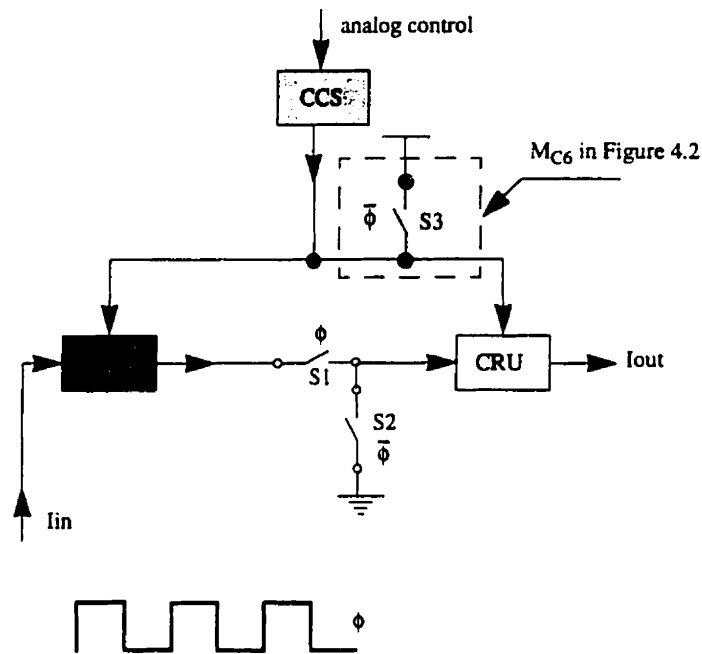 analog control
CCS
M_C6 in Figure 4.2
ϕ̅
S3
ϕ
S1
CRU
Iout
S2
ϕ̅
Iin
ϕ